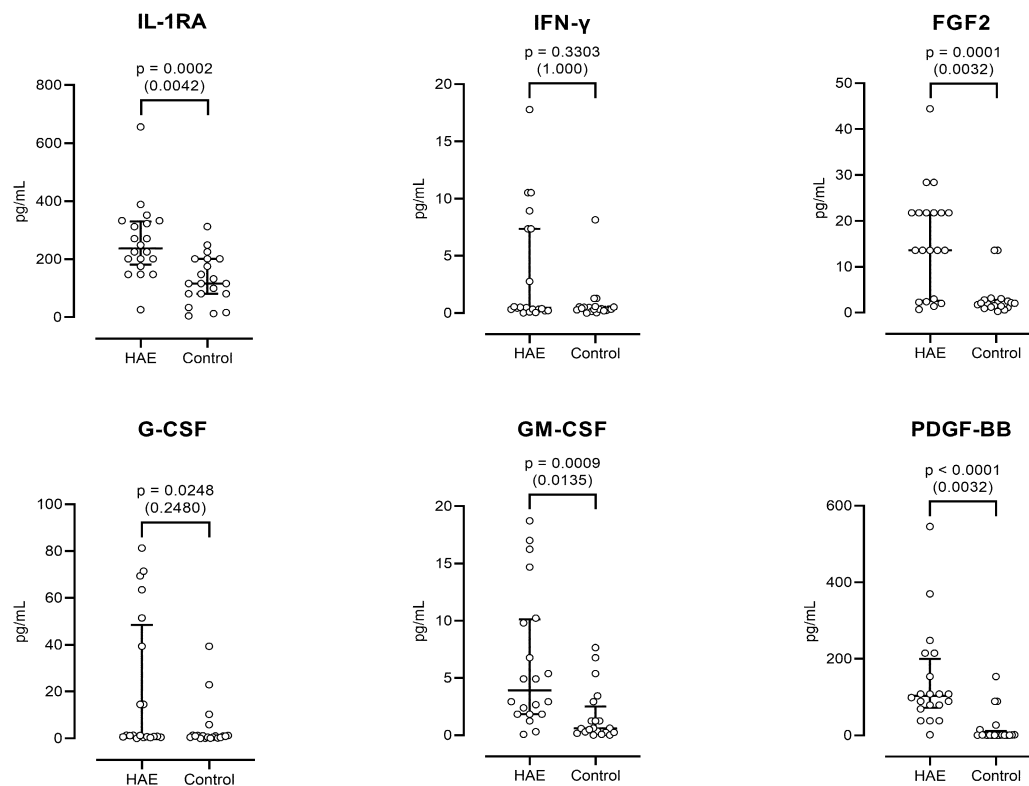 IL-1RA
p = 0.0002
(0.0042)
800
600
400
200
0
pg/mL
HAE Control
IFN-γ
p = 0.3303
(1.000)
20
15
10
5
0
pg/mL
HAE Control
FGF2
p = 0.0001
(0.0032)
50
40
30
20
10
0
pg/mL
HAE Control
G-CSF
p = 0.0248
(0.2480)
100
80
60
40
20
0
pg/mL
HAE Control
GM-CSF
p = 0.0009
(0.0135)
20
15
10
5
0
pg/mL
HAE Control
PDGF-BB
p < 0.0001
(0.0032)
600
400
200
0
pg/mL
HAE Control